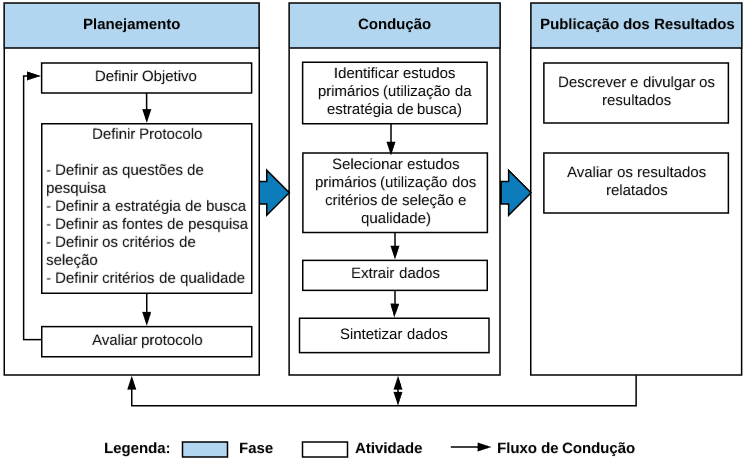 Planejamento
Definir Objetivo
Definir Protocolo
- Definir as questões de
pesquisa
- Definir a estratégia de busca
- Definir as fontes de pesquisa
- Definir os critérios de
seleção
- Definir critérios de qualidade
Avaliar protocolo
Condução
Identificar estudos
primários (utilização da
estratégia de busca)
Selecionar estudos
primários (utilização dos
critérios de seleção e
qualidade)
Extrair dados
Sintetizar dados
Publicação dos Resultados
Descrever e divulgar os
resultados
Avaliar os resultados
relatados
Legenda:
Fase
Atividade
Fluxo de Condução